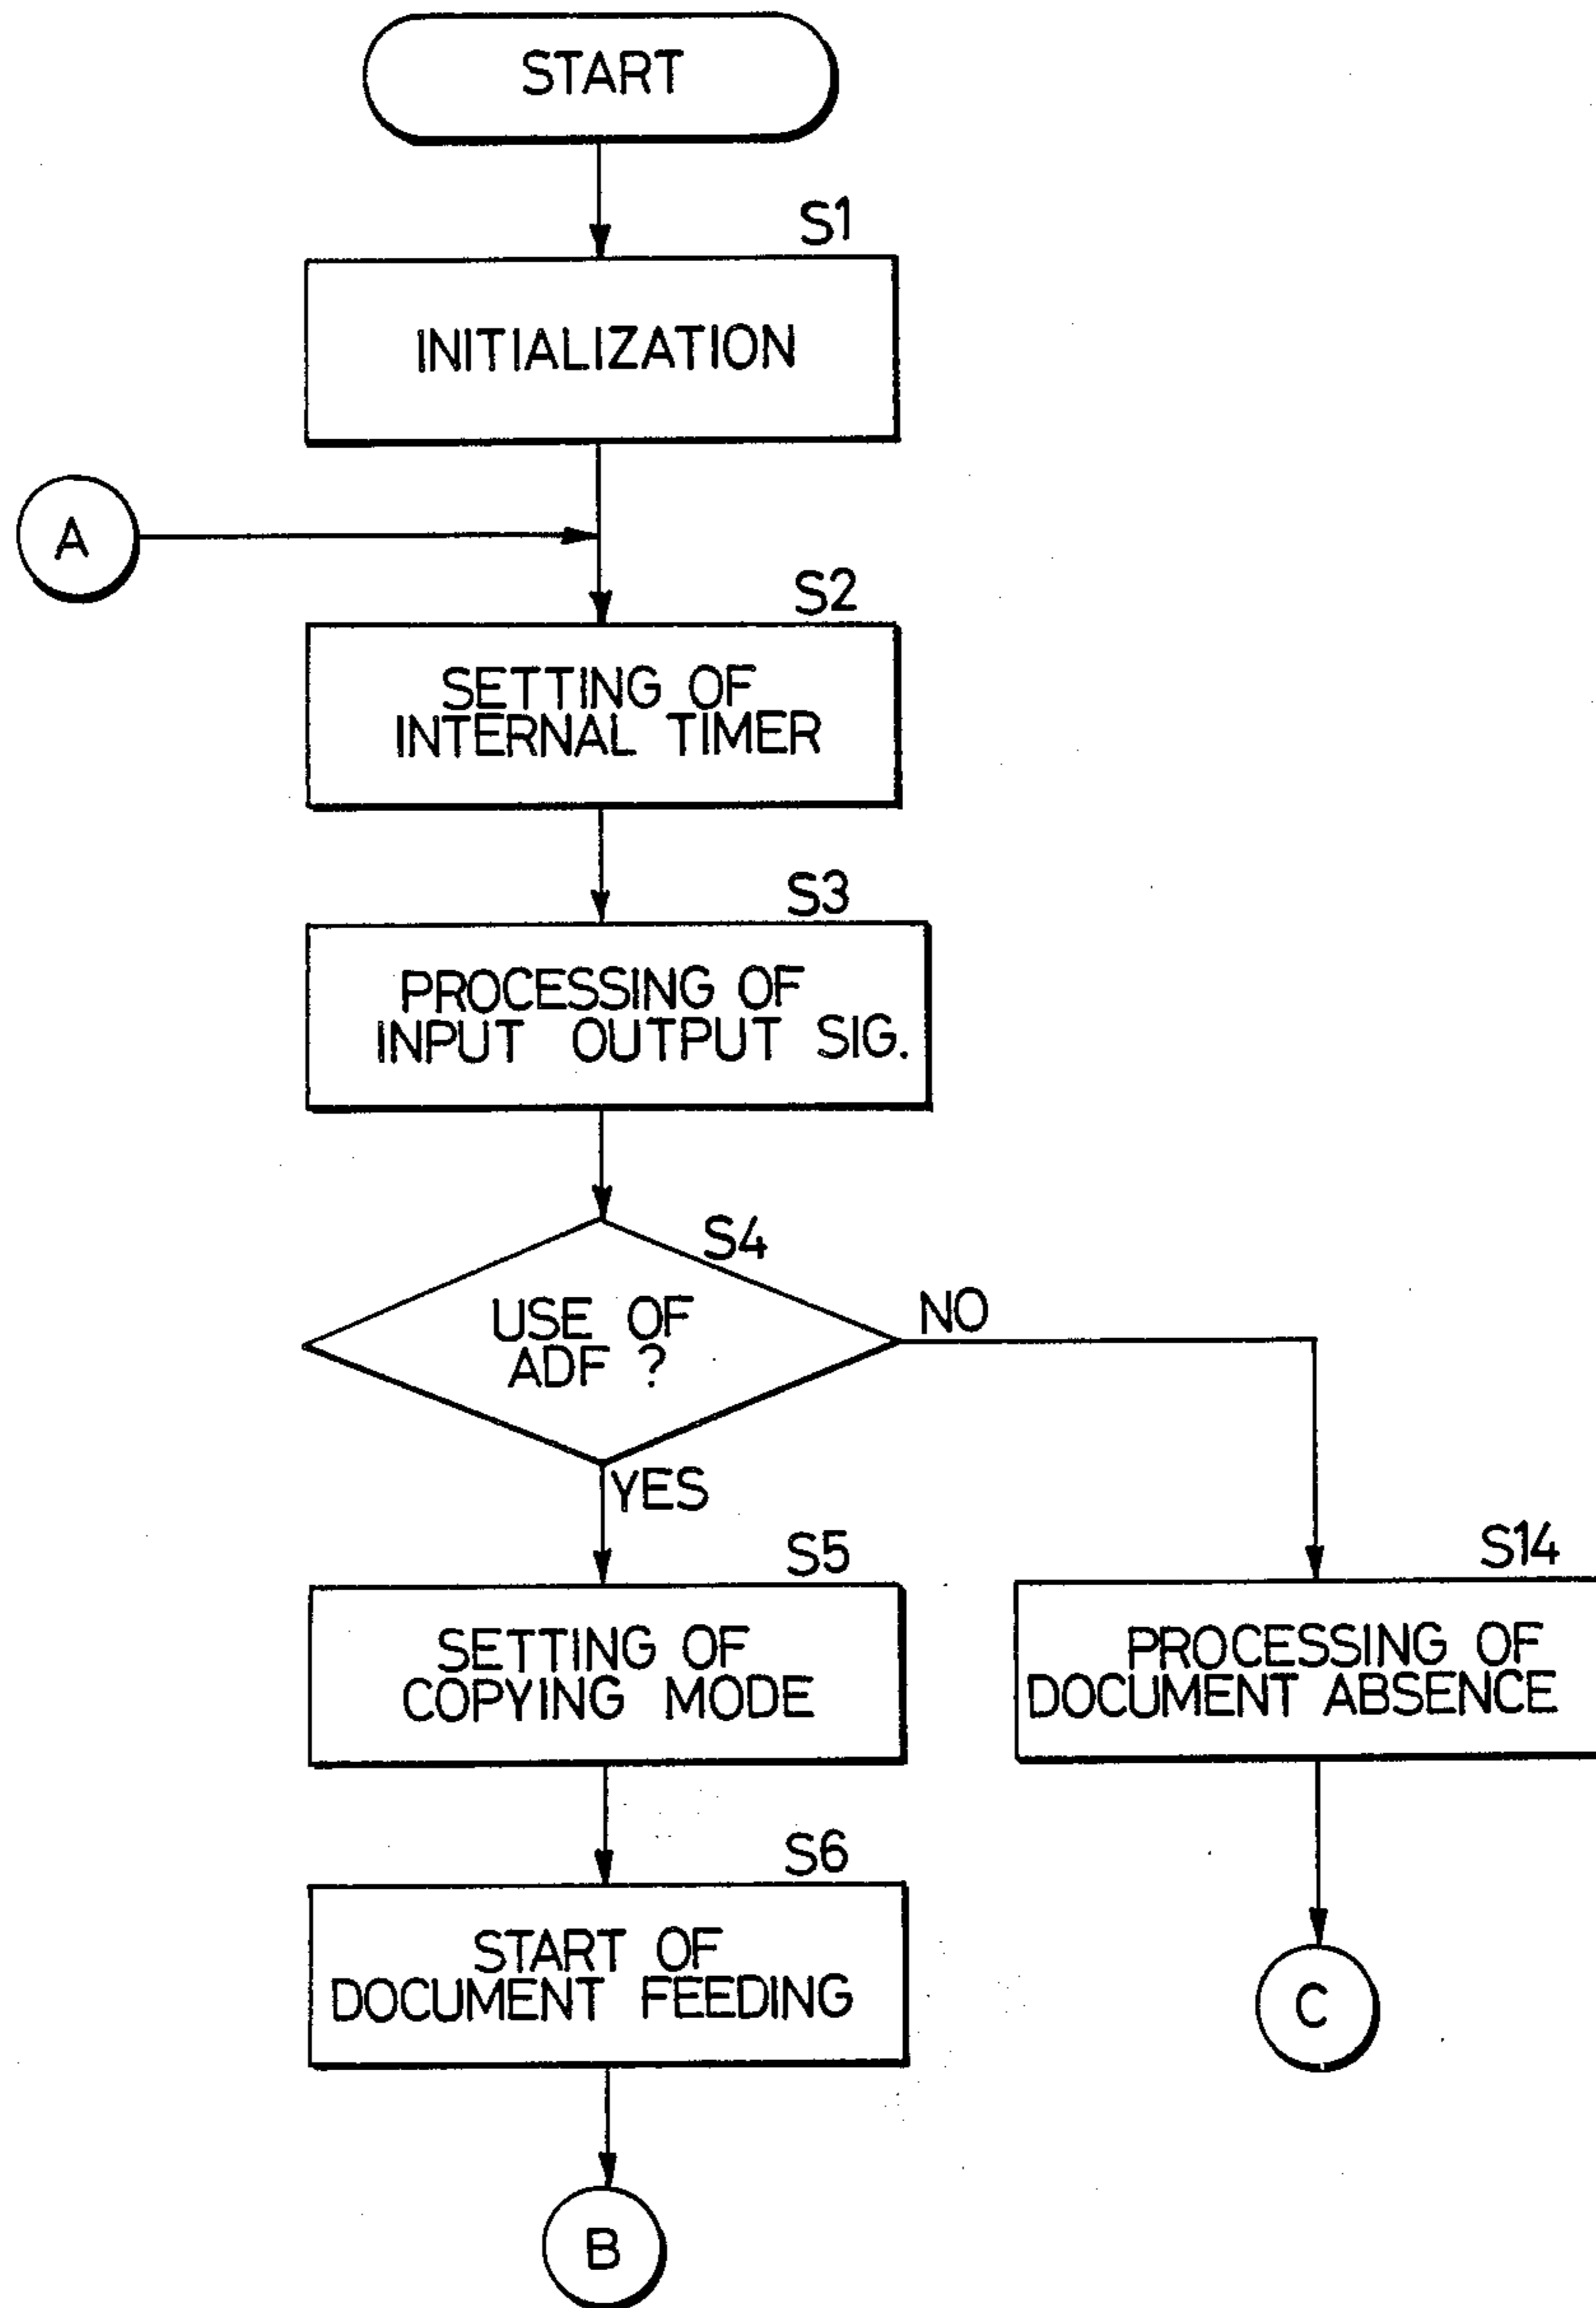 START
S1
INITIALIZATION
A
S2
SETTING OF
INTERNAL TIMER
S3
PROCESSING OF
INPUT OUTPUT SIG.
S4
USE OF
ADF ?
NO
YES
S5
SETTING OF
COPYING MODE
S14
PROCESSING OF
DOCUMENT ABSENCE
S6
START OF
DOCUMENT FEEDING
C
B